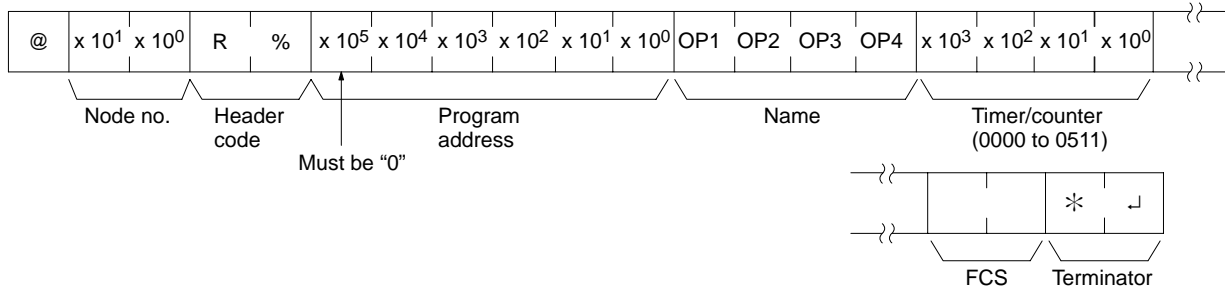 @ x 10¹ x 10⁰ R % x 10⁵ x 10⁴ x 10³ x 10² x 10¹ x 10⁰ OP1 OP2 OP3 OP4 x 10³ x 10² x 10¹ x 10⁰
Node no. Header code Program address Name Timer/counter (0000 to 0511)
Must be “0”
* ↵
FCS Terminator